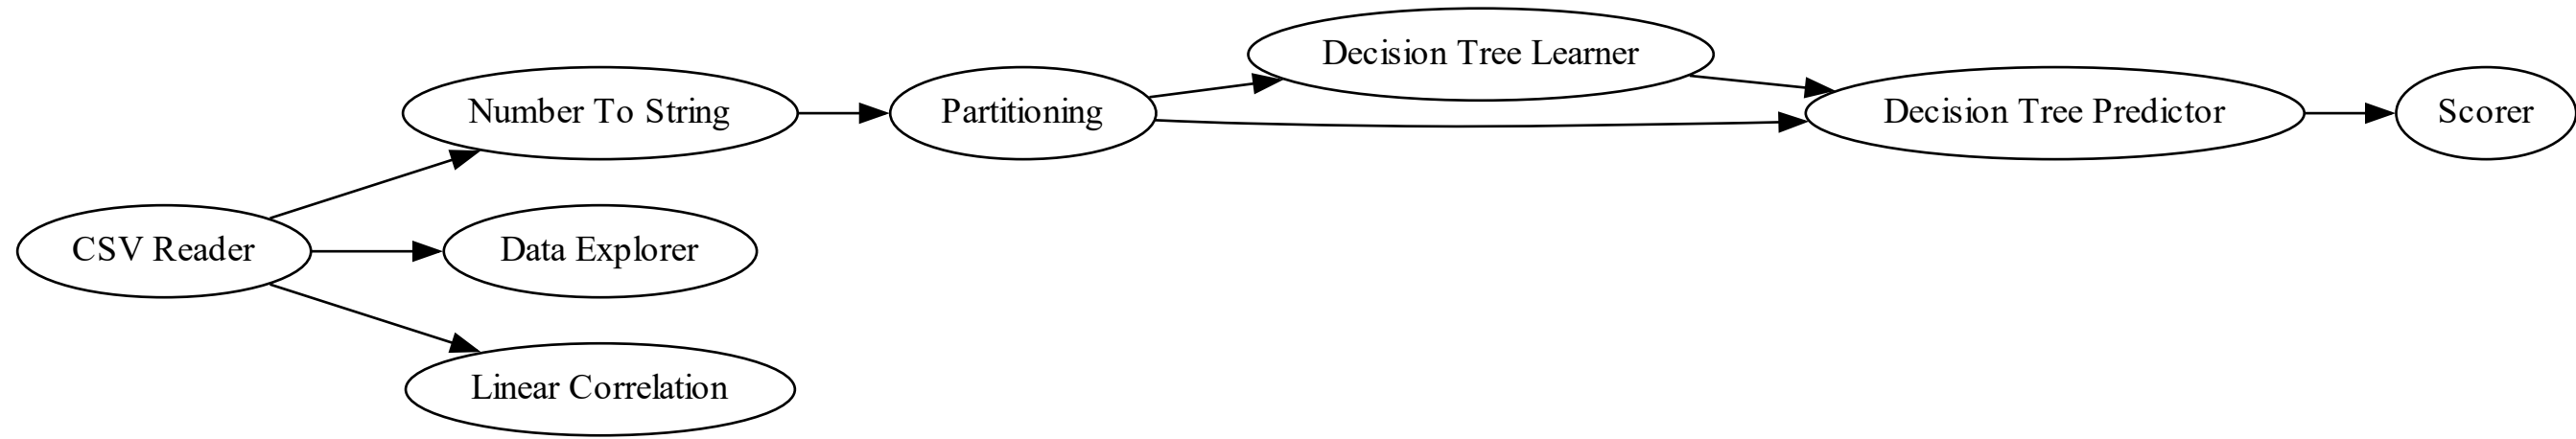 Decision Tree Learner
Number To String
Partitioning
Decision Tree Predictor
Scorer
CSV Reader
Data Explorer
Linear Correlation